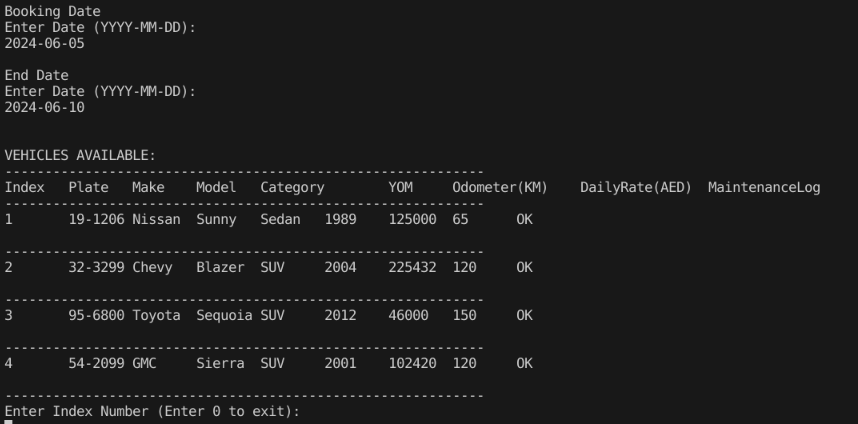 Booking Date
Enter Date (YYYY-MM-DD):
2024-06-05
End Date
Enter Date (YYYY-MM-DD):
2024-06-10
VEHICLES AVAILABLE:
------------------------------------------------------------
Index Plate Make Model Category YOM Odometer(KM) DailyRate(AED) MaintenanceLog
------------------------------------------------------------
1 19-1206 Nissan Sunny Sedan 1989 125000 65 OK
------------------------------------------------------------
2 32-3299 Chevy Blazer SUV 2004 225432 120 OK
------------------------------------------------------------
3 95-6800 Toyota Sequoia SUV 2012 46000 150 OK
------------------------------------------------------------
4 54-2099 GMC Sierra SUV 2001 102420 120 OK
------------------------------------------------------------
Enter Index Number (Enter 0 to exit):